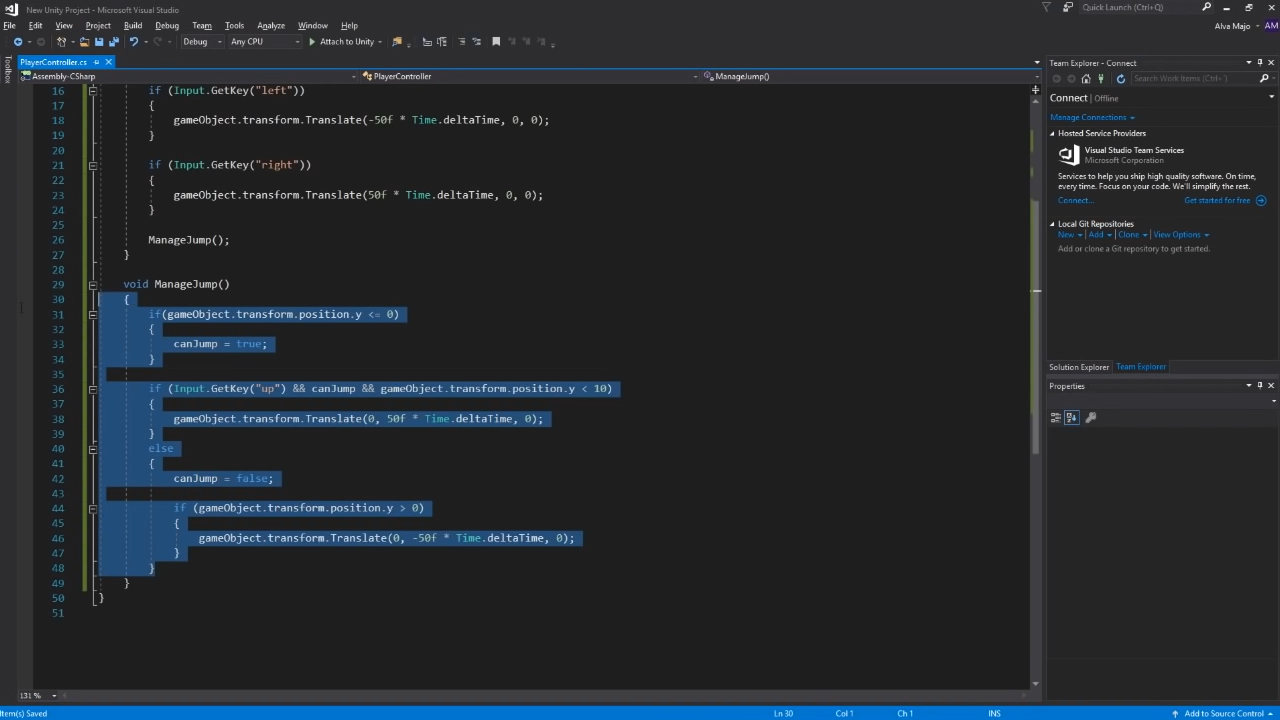 New Unity Project - Microsoft Visual Studio
Quick Launch (Ctrl+Q)
File Edit View Project Build Debug Team Tools Analyze Window Help
Alva Majo AM
Debug Any CPU Attach to Unity
Toolbox
PlayerController.cs
Assembly-CSharp PlayerController ManageJump()
16 if (Input.GetKey("left"))
17 {
18 gameObject.transform.Translate(-50f * Time.deltaTime, 0, 0);
19 }
20
21 if (Input.GetKey("right"))
22 {
23 gameObject.transform.Translate(50f * Time.deltaTime, 0, 0);
24 }
25
26 ManageJump();
27 }
28
29 void ManageJump()
30 {
31 if(gameObject.transform.position.y <= 0)
32 {
33 canJump = true;
34 }
35
36 if (Input.GetKey("up") && canJump && gameObject.transform.position.y < 10)
37 {
38 gameObject.transform.Translate(0, 50f * Time.deltaTime, 0);
39 }
40 else
41 {
42 canJump = false;
43
44 if (gameObject.transform.position.y > 0)
45 {
46 gameObject.transform.Translate(0, -50f * Time.deltaTime, 0);
47 }
48 }
49 }
50 }
51
131 %
Team Explorer - Connect
Search Work Items (Ctrl+')
Connect | Offline
Manage Connections
Hosted Service Providers
Visual Studio Team Services
Microsoft Corporation
Services to help you ship high quality software. On time,
every time. Focus on your code. We'll simplify the rest.
Connect... Get started for free
Local Git Repositories
New Add Clone View Options
Add or clone a Git repository to get started.
Solution Explorer Team Explorer
Properties
Item(s) Saved Ln 30 Col 1 Ch 1 INS Add to Source Control